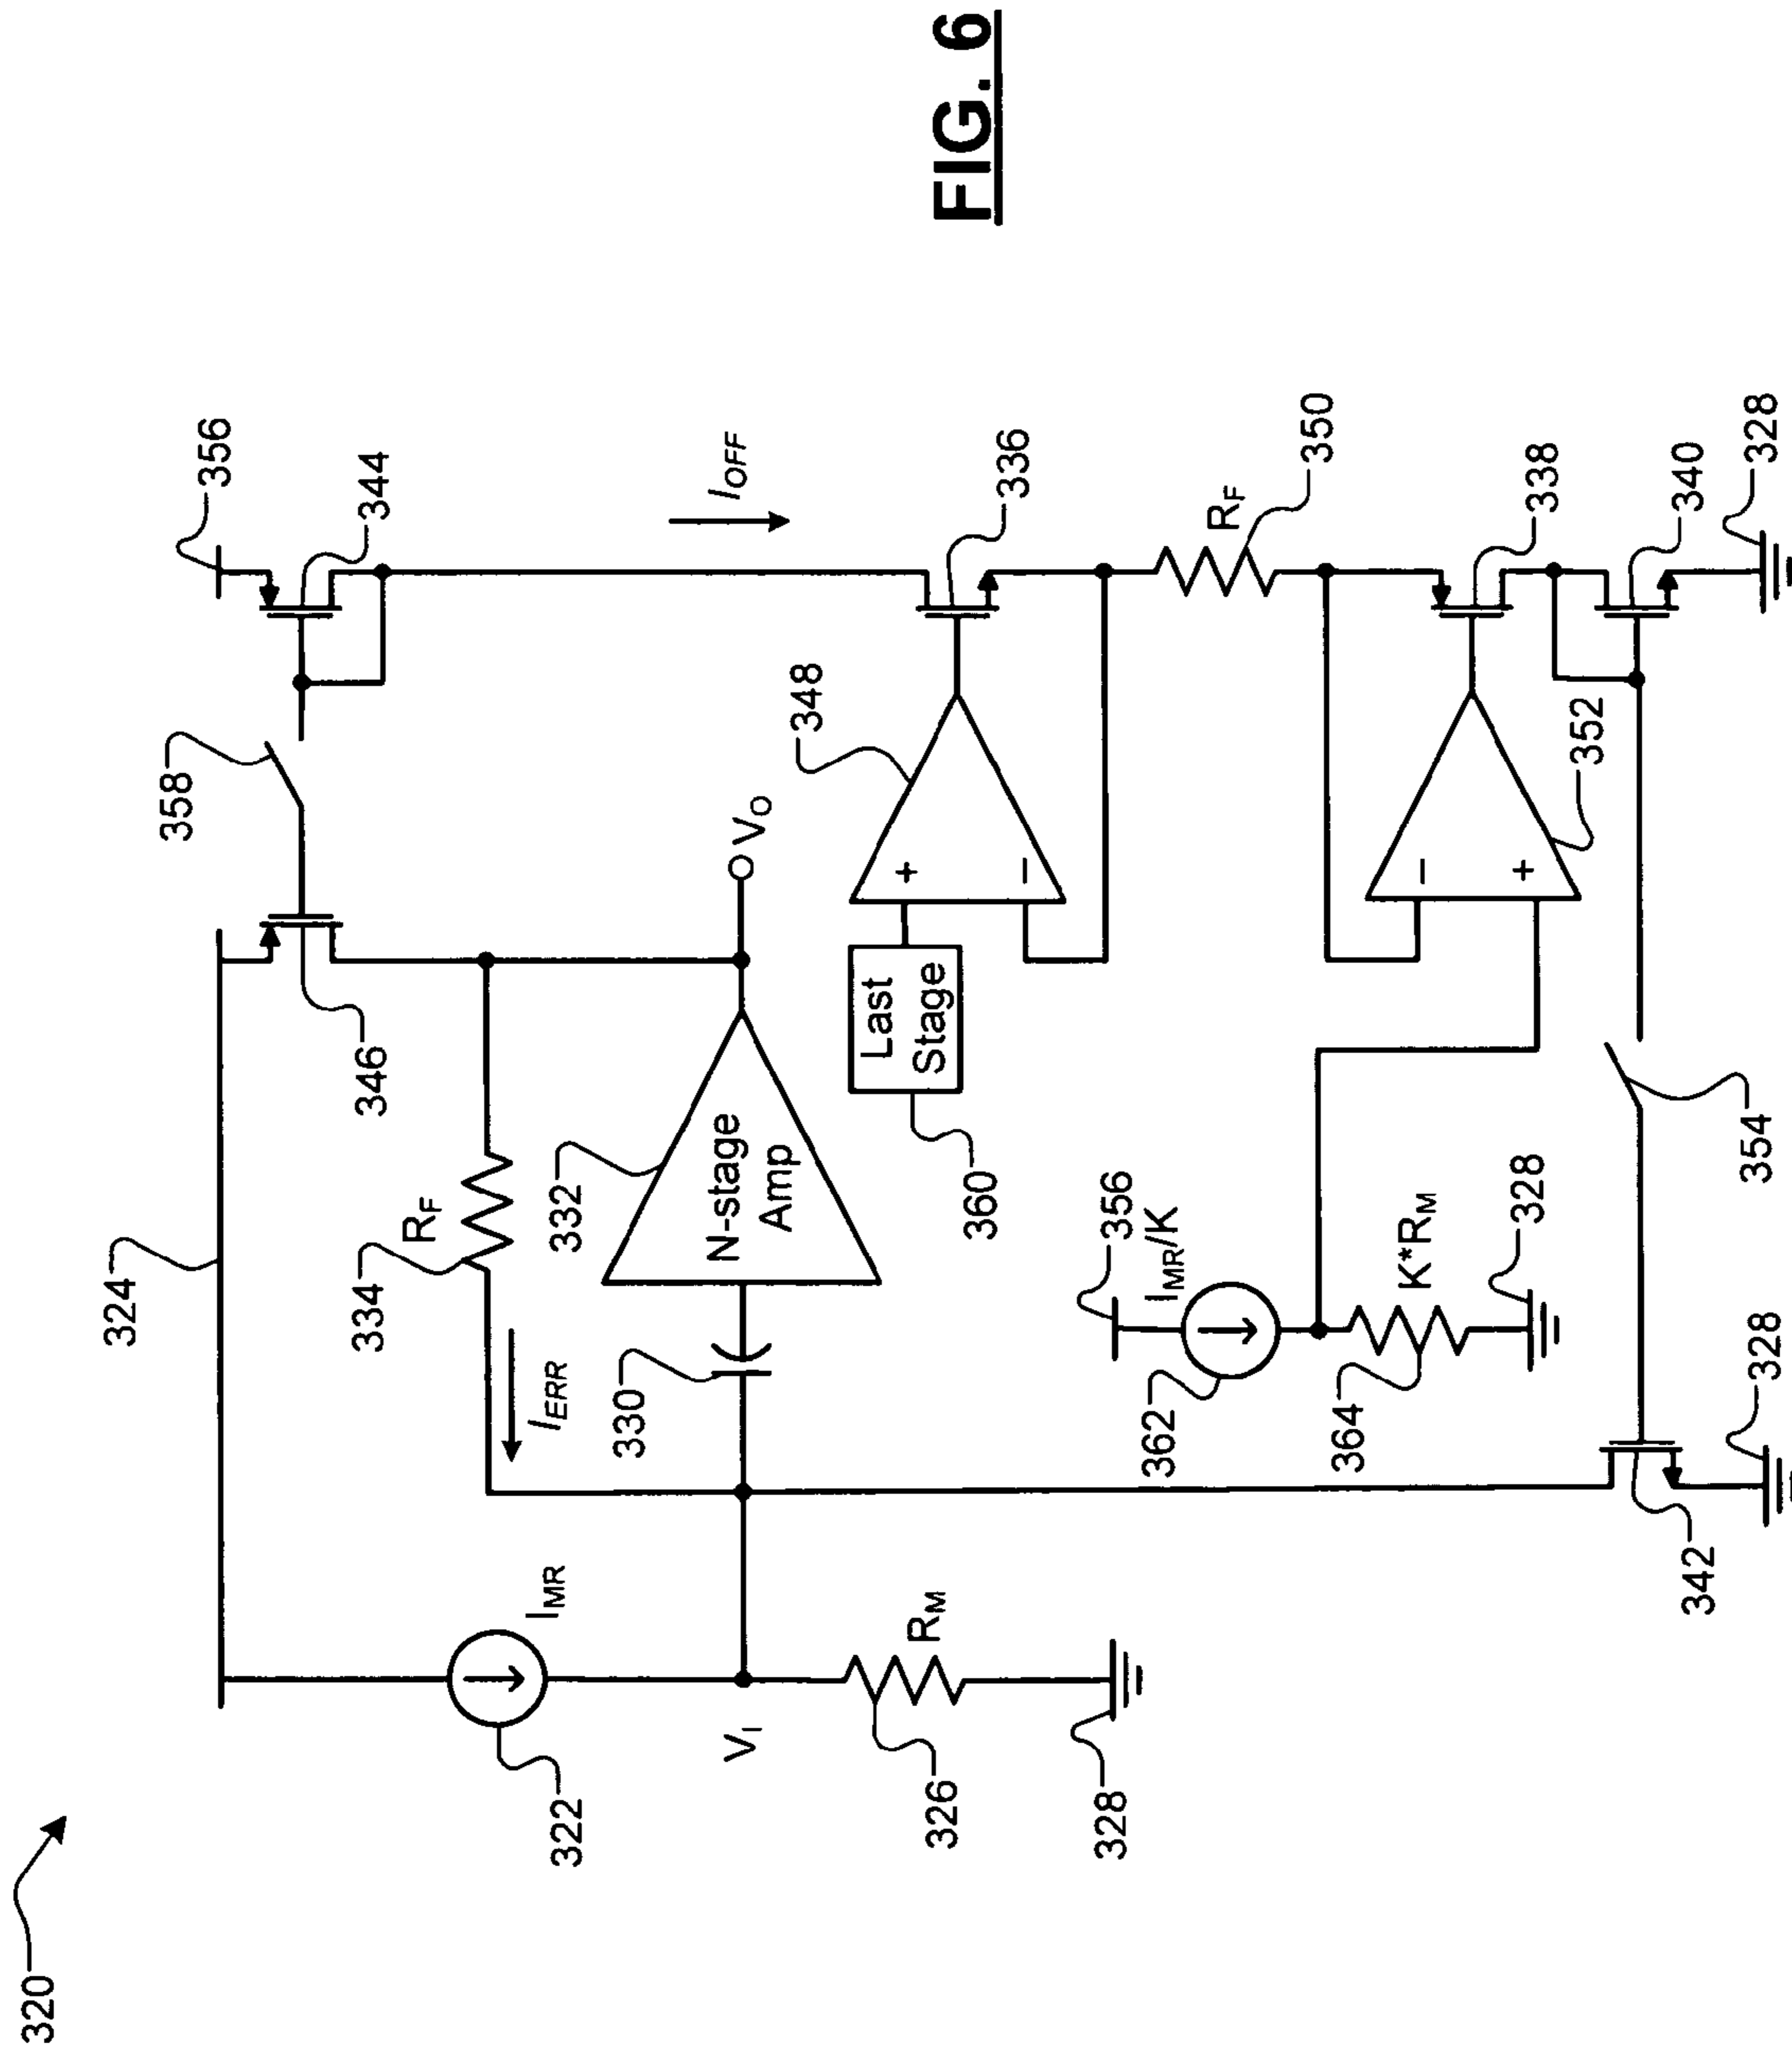 320
324
322
I_MR
V_I
R_M
326
328
334
R_F
I_ERR
330
332
N-stage
Amp
346
V_O
358
356
344
I_OFF
348
+
−
Last
Stage
360
336
R_F
350
356
I_MR/K
362
K*R_M
364
328
−
+
352
338
340
328
354
342
328
FIG. 6